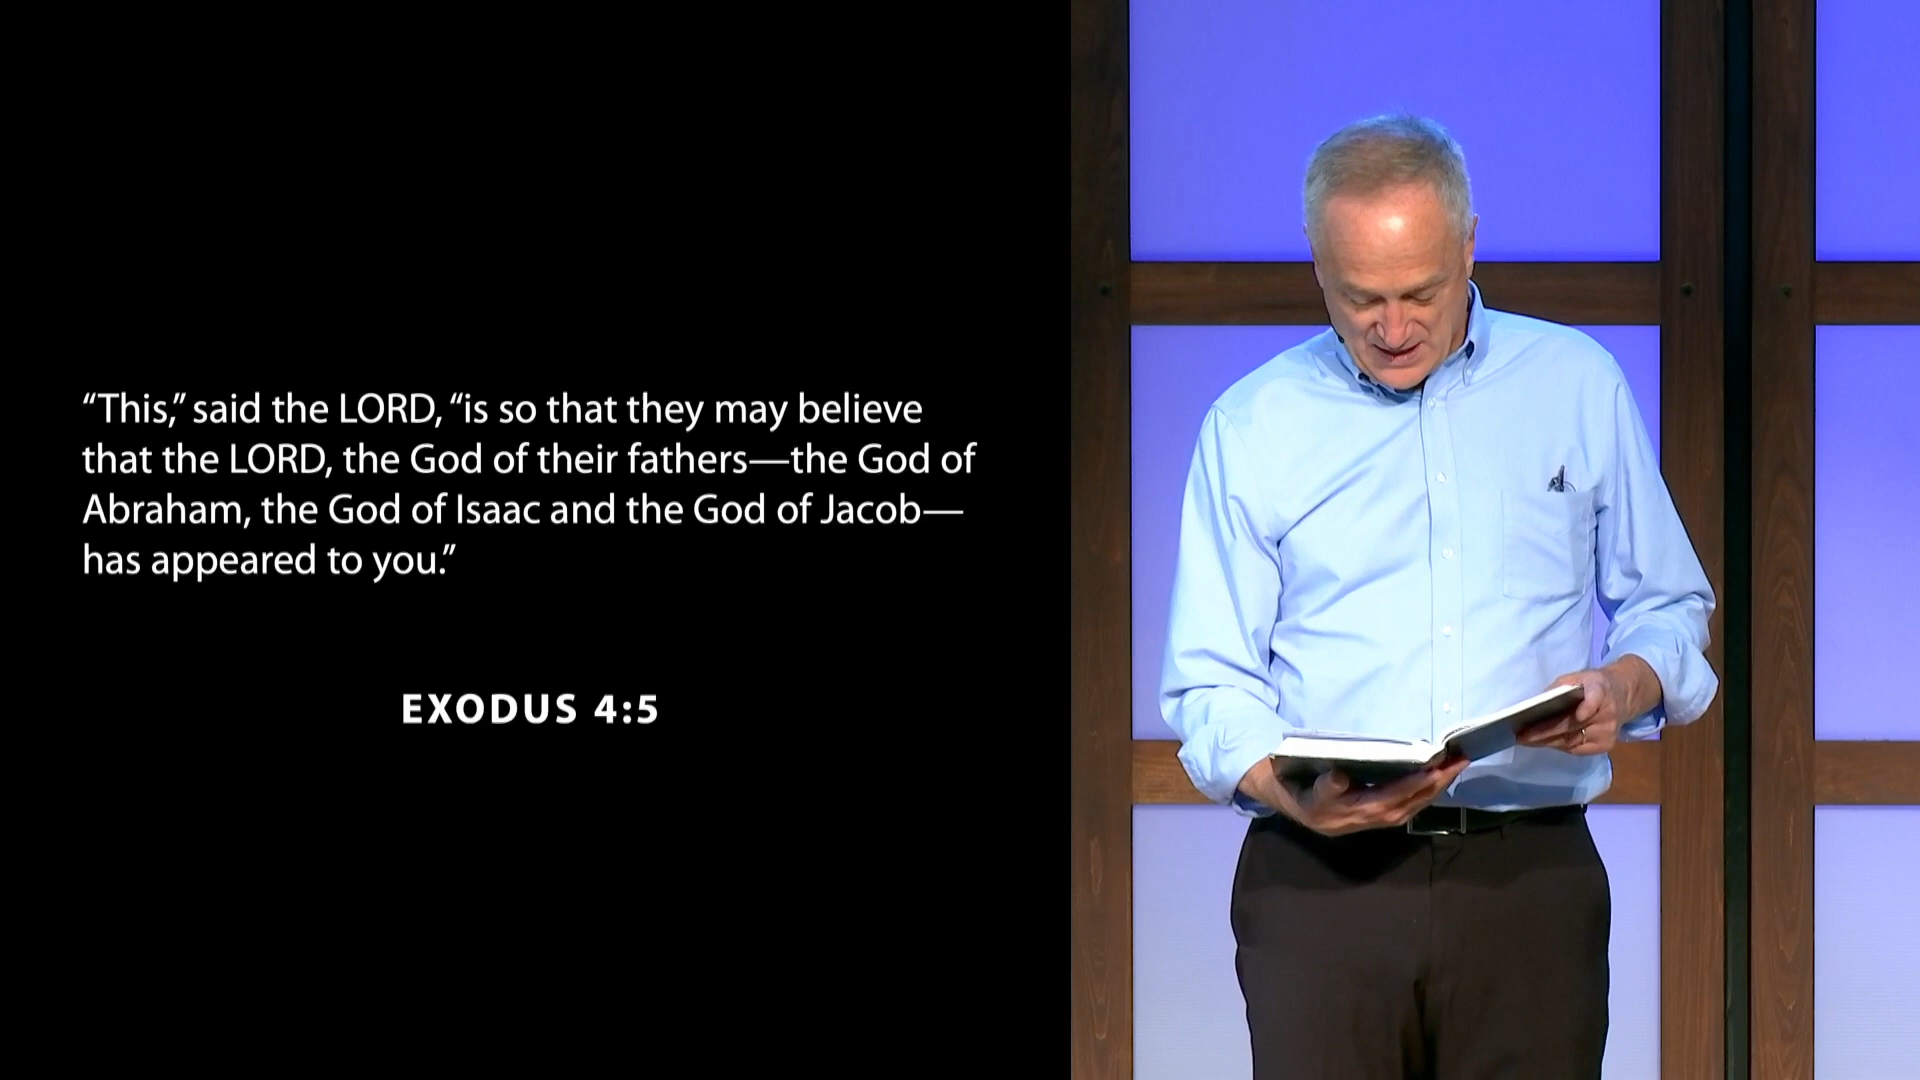 “This,” said the LORD, “is so that they may believe
that the LORD, the God of their fathers—the God of
Abraham, the God of Isaac and the God of Jacob—
has appeared to you.”
EXODUS 4:5